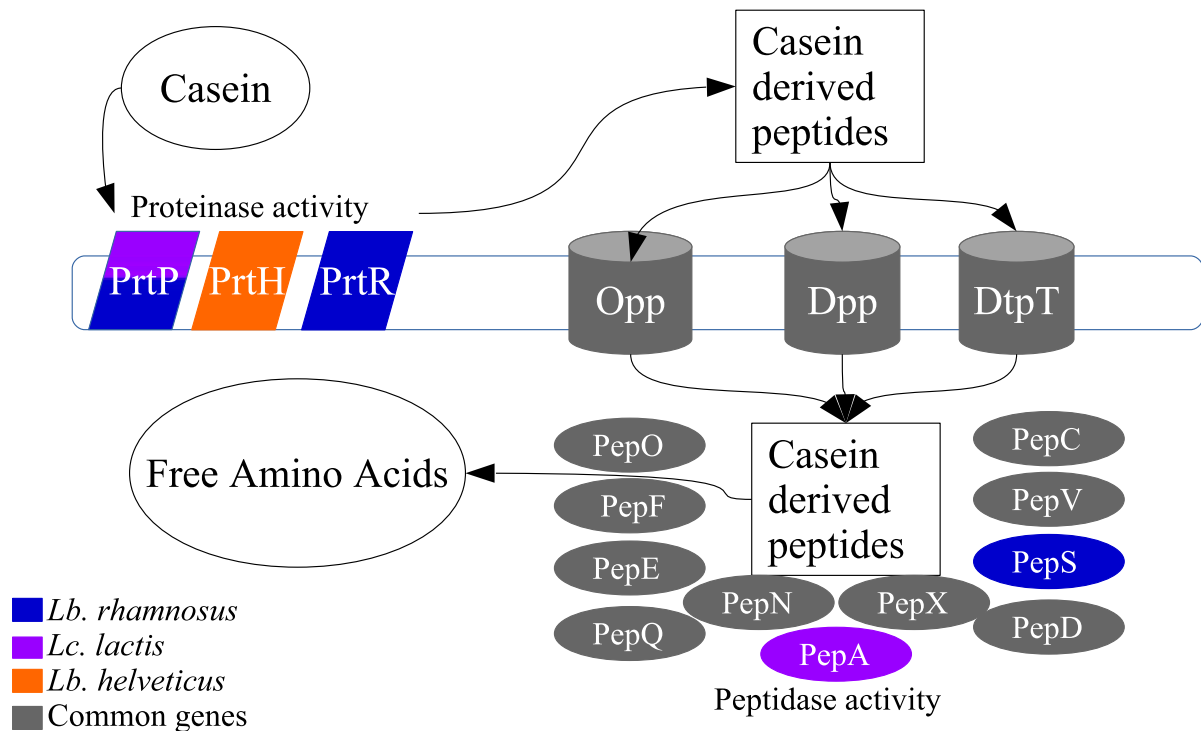 Casein
Casein
derived
peptides
Proteinase activity
PrtP
PrtH
PrtR
Opp
Dpp
DtpT
Free Amino Acids
PepO
PepF
PepE
PepQ
Casein
derived
peptides
PepC
PepV
PepS
PepD
PepN
PepX
PepA
Peptidase activity
Lb. rhamnosus
Lc. lactis
Lb. helveticus
Common genes